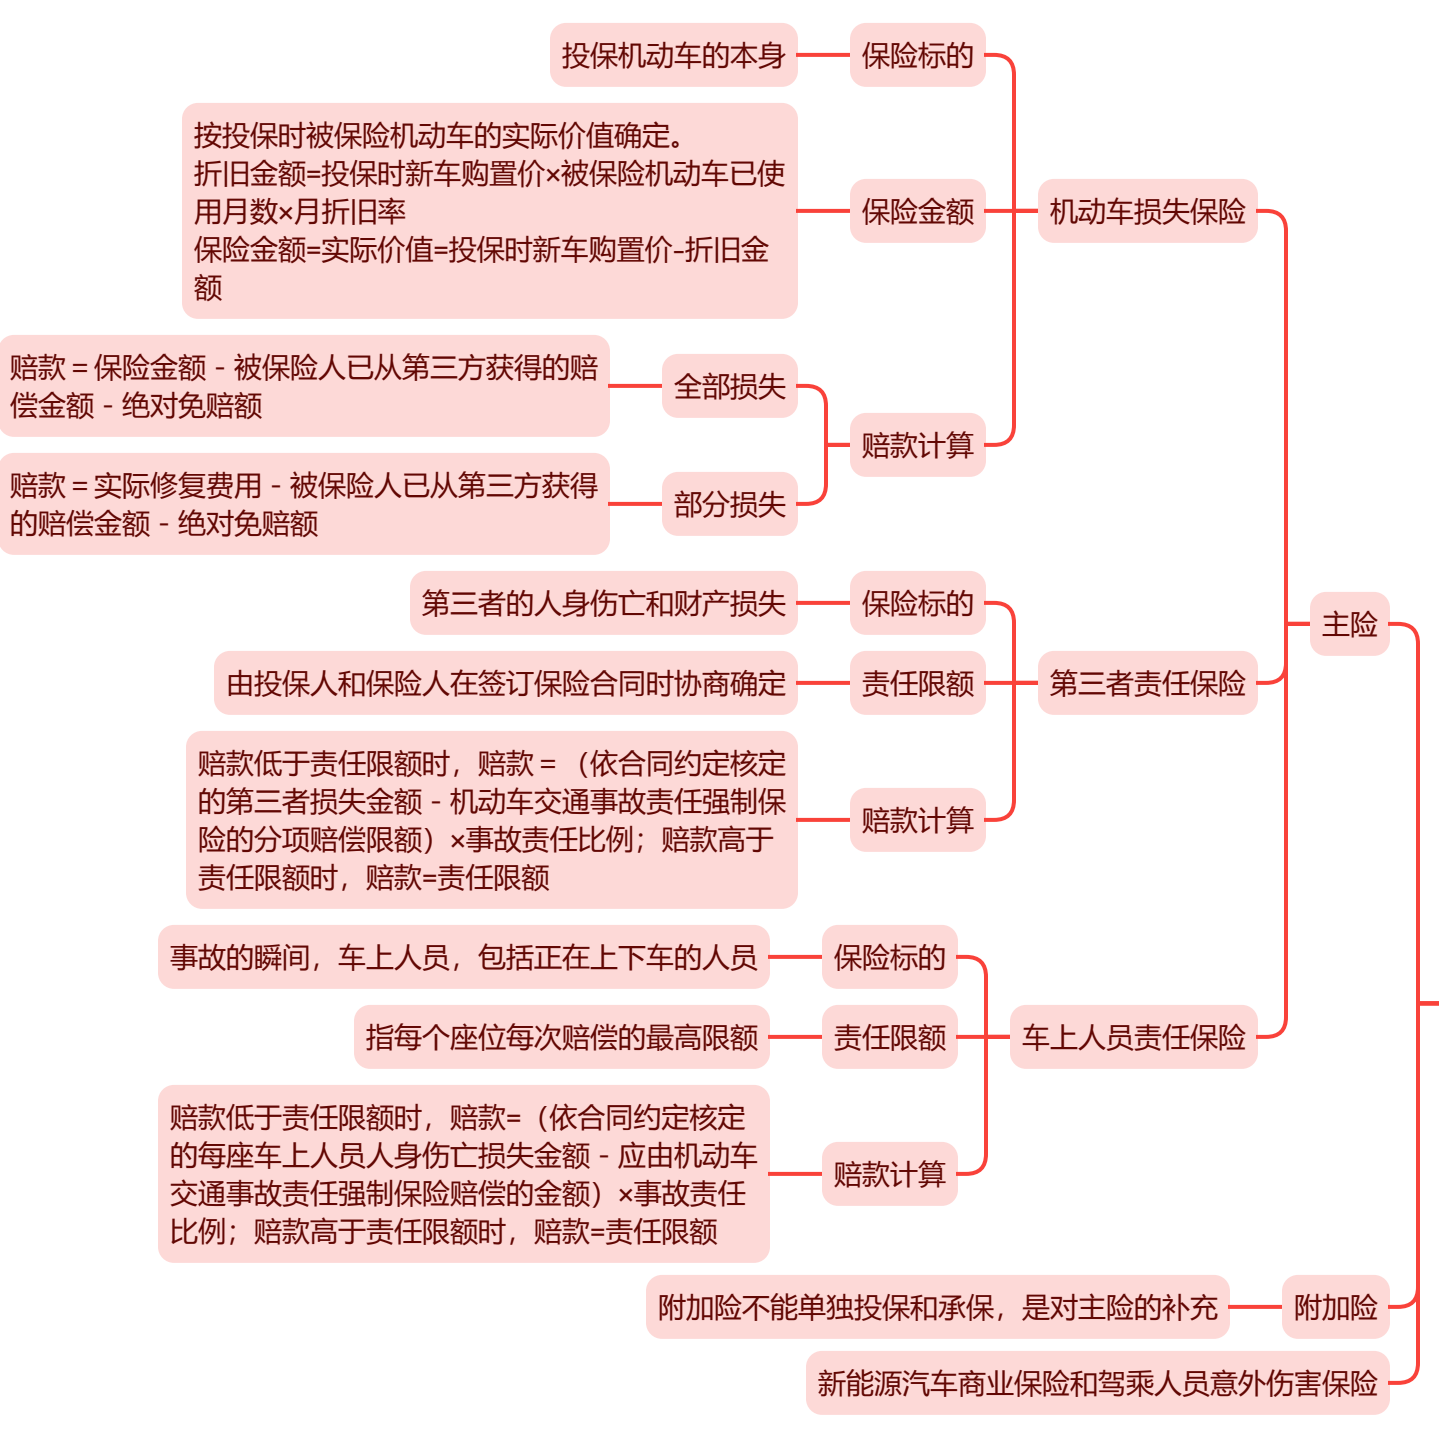 投保机动车的本身
保险标的
按投保时被保险机动车的实际价值确定。
折旧金额=投保时新车购置价×被保险机动车已使
用月数×月折旧率
保险金额=实际价值=投保时新车购置价-折旧金
额
保险金额
机动车损失保险
赔款 = 保险金额 - 被保险人已从第三方获得的赔
偿金额 - 绝对免赔额
全部损失
赔款计算
赔款 = 实际修复费用 - 被保险人已从第三方获得
的赔偿金额 - 绝对免赔额
部分损失
第三者的人身伤亡和财产损失
保险标的
主险
由投保人和保险人在签订保险合同时协商确定
责任限额
第三者责任保险
赔款低于责任限额时，赔款 = （依合同约定核定
的第三者损失金额 - 机动车交通事故责任强制保
险的分项赔偿限额）×事故责任比例；赔款高于
责任限额时，赔款=责任限额
赔款计算
事故的瞬间，车上人员，包括正在上下车的人员
保险标的
指每个座位每次赔偿的最高限额
责任限额
车上人员责任保险
赔款低于责任限额时，赔款=（依合同约定核定
的每座车上人员人身伤亡损失金额 - 应由机动车
交通事故责任强制保险赔偿的金额）×事故责任
比例；赔款高于责任限额时，赔款=责任限额
赔款计算
附加险不能单独投保和承保，是对主险的补充
附加险
新能源汽车商业保险和驾乘人员意外伤害保险